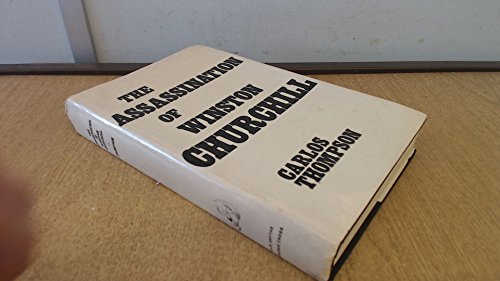 THE
ASSASSINATION
OF
WINSTON
CHURCHILL
CARLOS
THOMPSON